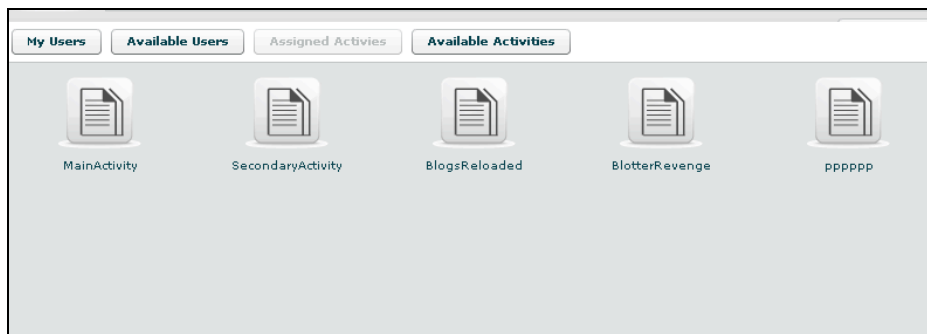 My Users Available Users Assigned Activies Available Activities
MainActivity SecondaryActivity BlogsReloaded BlotterRevenge pppppp